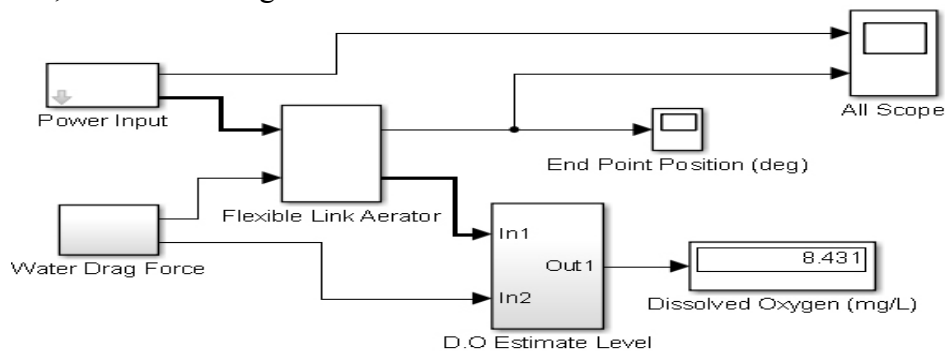 All Scope
Power Input
End Point Position (deg)
Flexible Link Aerator
Water Drag Force
In1
Out1
In2
8.431
Dissolved Oxygen (mg/L)
D.O Estimate Level